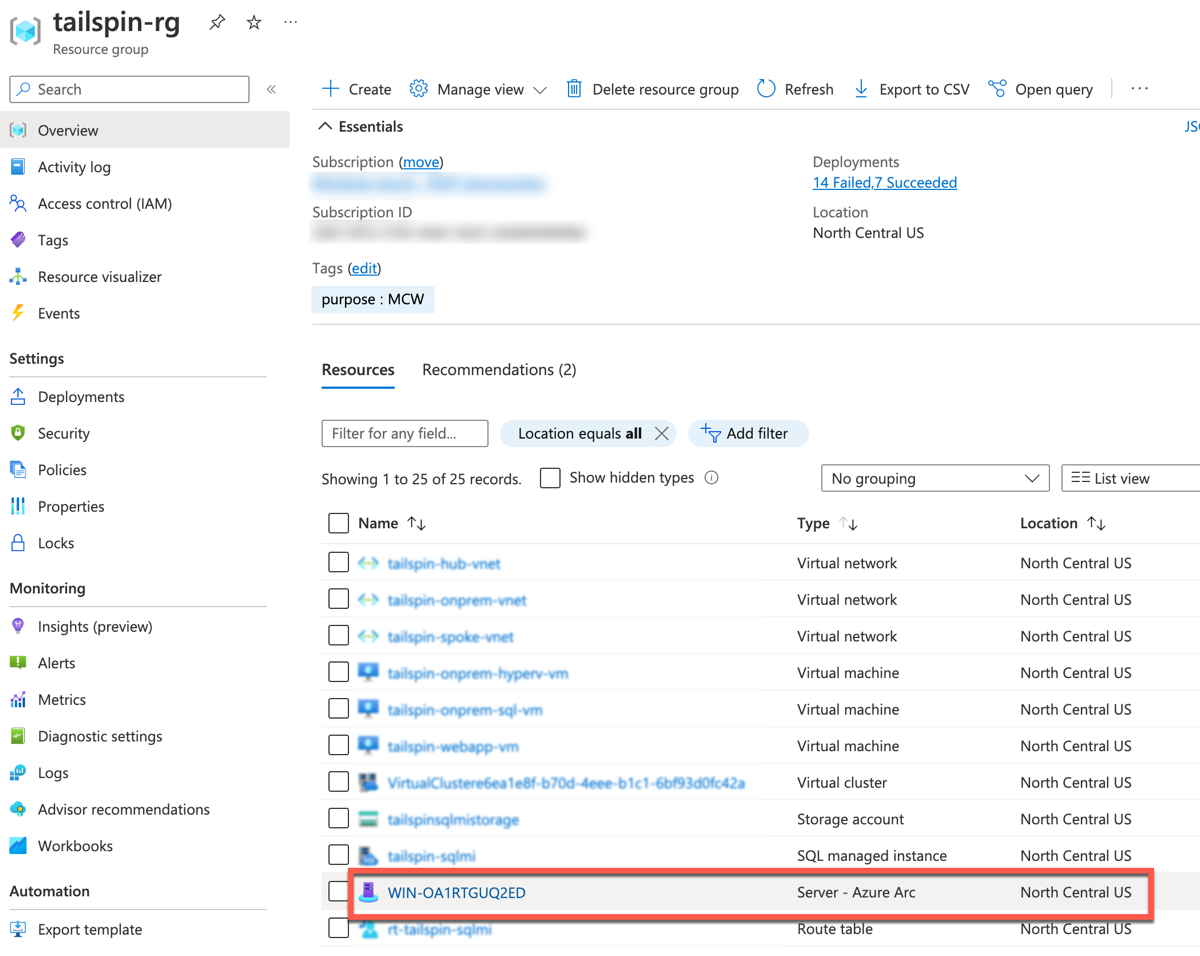 tailspin-rg
Resource group
Search
Overview
Activity log
Access control (IAM)
Tags
Resource visualizer
Events
Settings
Deployments
Security
Policies
Properties
Locks
Monitoring
Insights (preview)
Alerts
Metrics
Diagnostic settings
Logs
Advisor recommendations
Workbooks
Automation
Export template
Create Manage view Delete resource group Refresh Export to CSV Open query
Essentials
Subscription (move)
Subscription ID
Tags (edit)
purpose : MCW
Deployments
14 Failed,7 Succeeded
Location
North Central US
Resources Recommendations (2)
Filter for any field... Location equals all Add filter
Showing 1 to 25 of 25 records. Show hidden types No grouping List view
Name Type Location
tailspin-hub-vnet Virtual network North Central US
tailspin-onprem-vnet Virtual network North Central US
tailspin-spoke-vnet Virtual network North Central US
tailspin-onprem-hyperv-vm Virtual machine North Central US
tailspin-onprem-sql-vm Virtual machine North Central US
tailspin-webapp-vm Virtual machine North Central US
VirtualClustere6ea1e8f-b70d-4eee-b1c1-6bf93d0fc42a Virtual cluster North Central US
tailspinsqlmistorage Storage account North Central US
tailspin-sqlmi SQL managed instance North Central US
WIN-OA1RTGUQ2ED Server - Azure Arc North Central US
rt-tailspin-sqlmi Route table North Central US